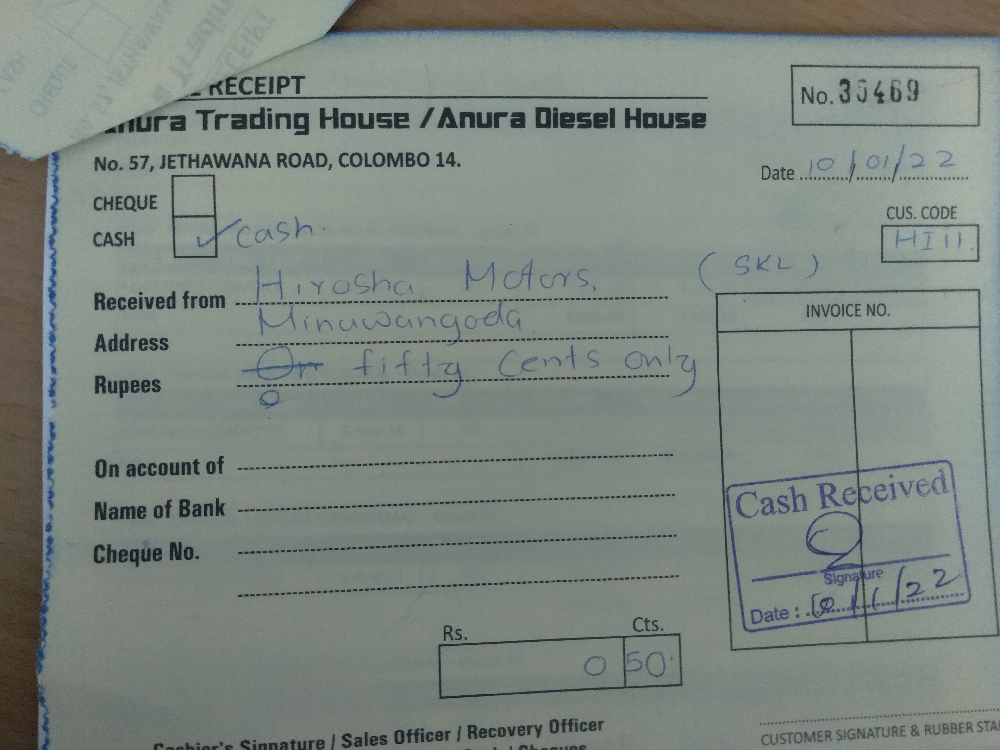 RECEIPT
No. 36469
Anura Trading House / Anura Diesel House
No. 57, JETHAWANA ROAD, COLOMBO 14.
Date 10/01/22
CHEQUE
CASH ✓ Cash.
CUS. CODE
HI11
Received from Hirosha Motors, (SKL)
Address Minuwangoda.
Rupees fifty Cents only
INVOICE NO.
On account of
Name of Bank
Cheque No.
Cash Received
Signature
Date : 10/1/22
Rs. Cts.
0 50
Cashier's Signature / Sales Officer / Recovery Officer
CUSTOMER SIGNATURE & RUBBER